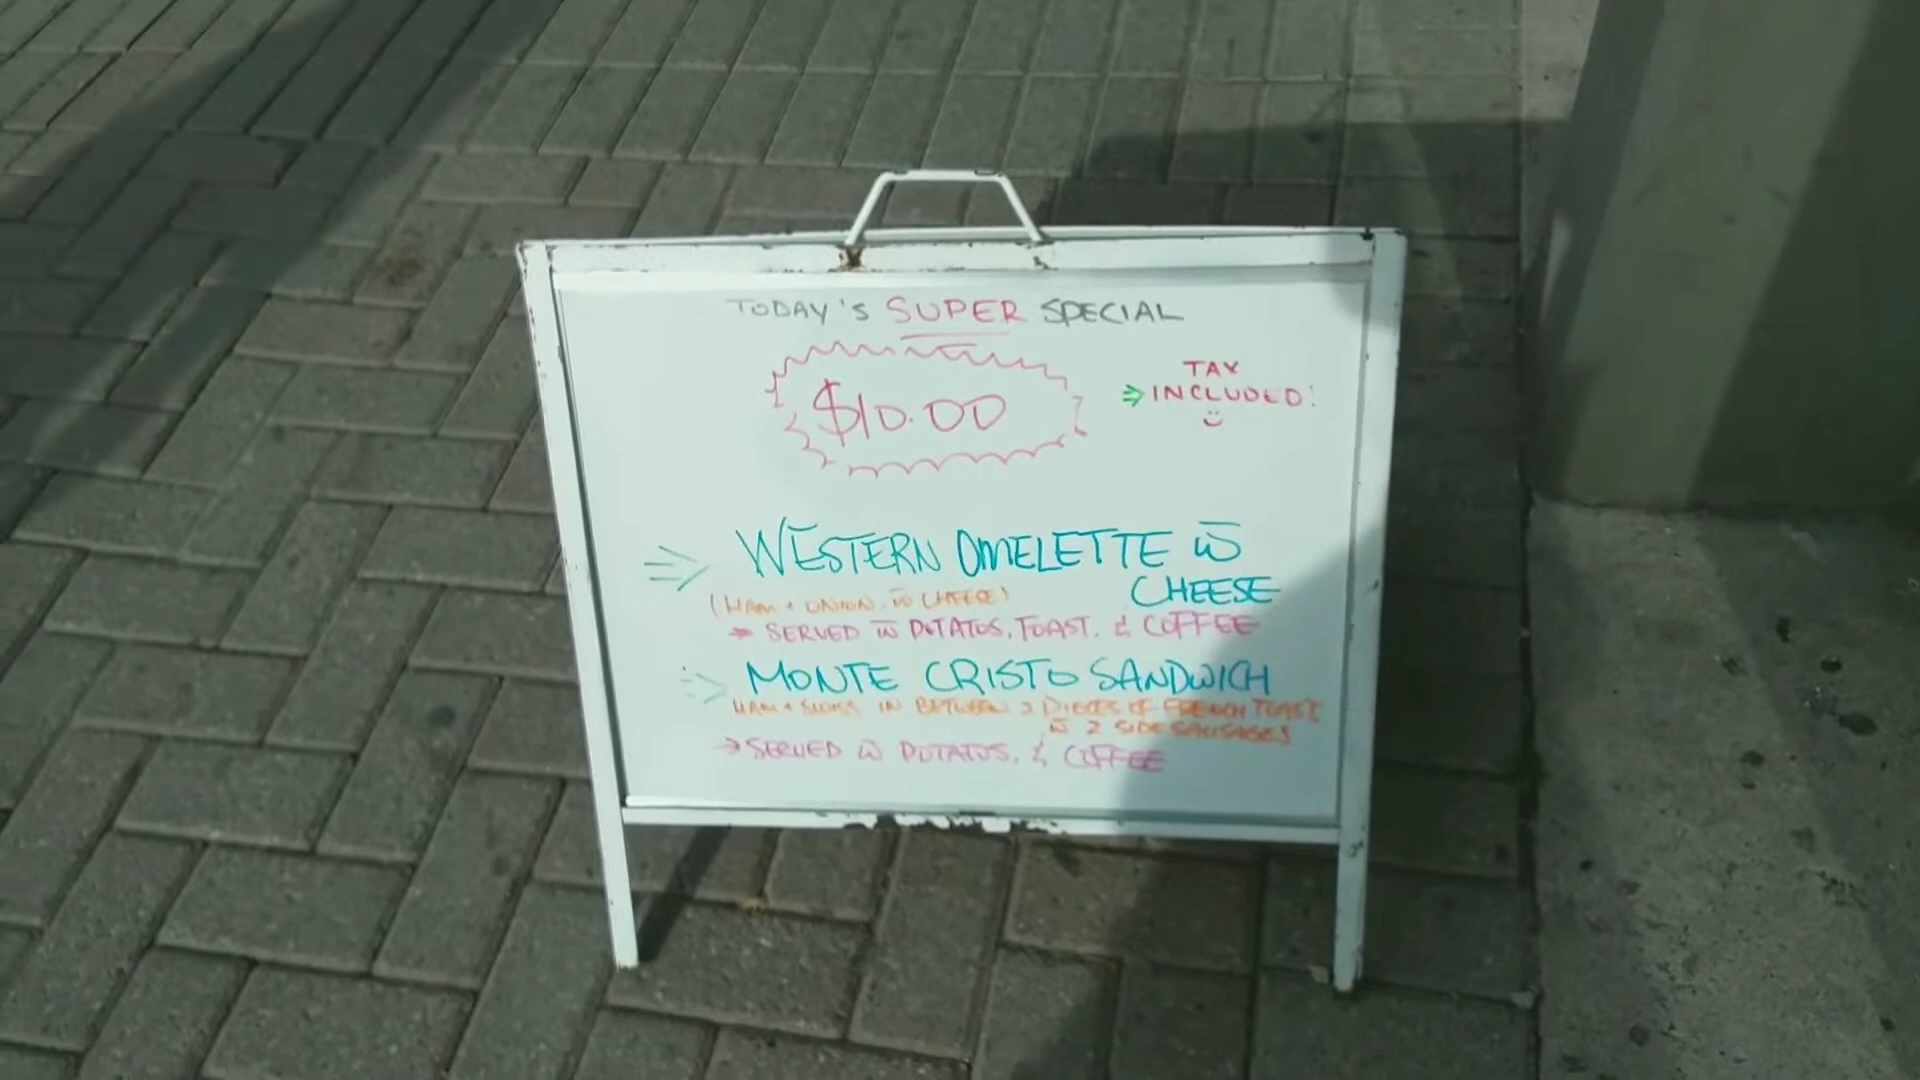 TODAY'S SUPER SPECIAL
$10.00
TAX
⇒ INCLUDED!
⇒ WESTERN OMELETTE w̄
CHEESE
(HAM + ONION. w̄ CHEESE)
→ SERVED w̄ POTATOS, TOAST, & COFFEE
⇒ MONTE CRISTO SANDWICH
HAM + SWISS IN BETWEEN 2 PIECES OF FRENCH TOAST
w̄ 2 SIDE SAUSAGES
→ SERVED w̄ POTATOS, & COFFEE